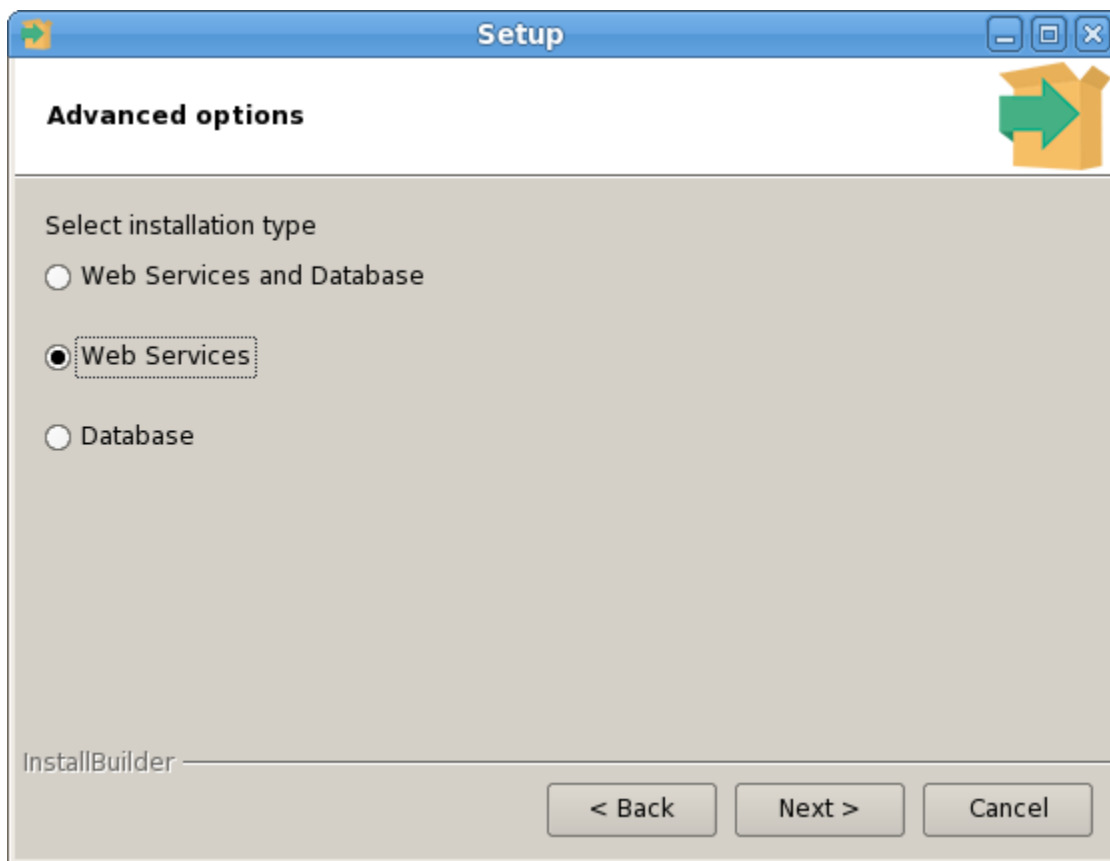 Setup
Advanced options
Select installation type
Web Services and Database
Web Services
Database
InstallBuilder
< Back Next > Cancel